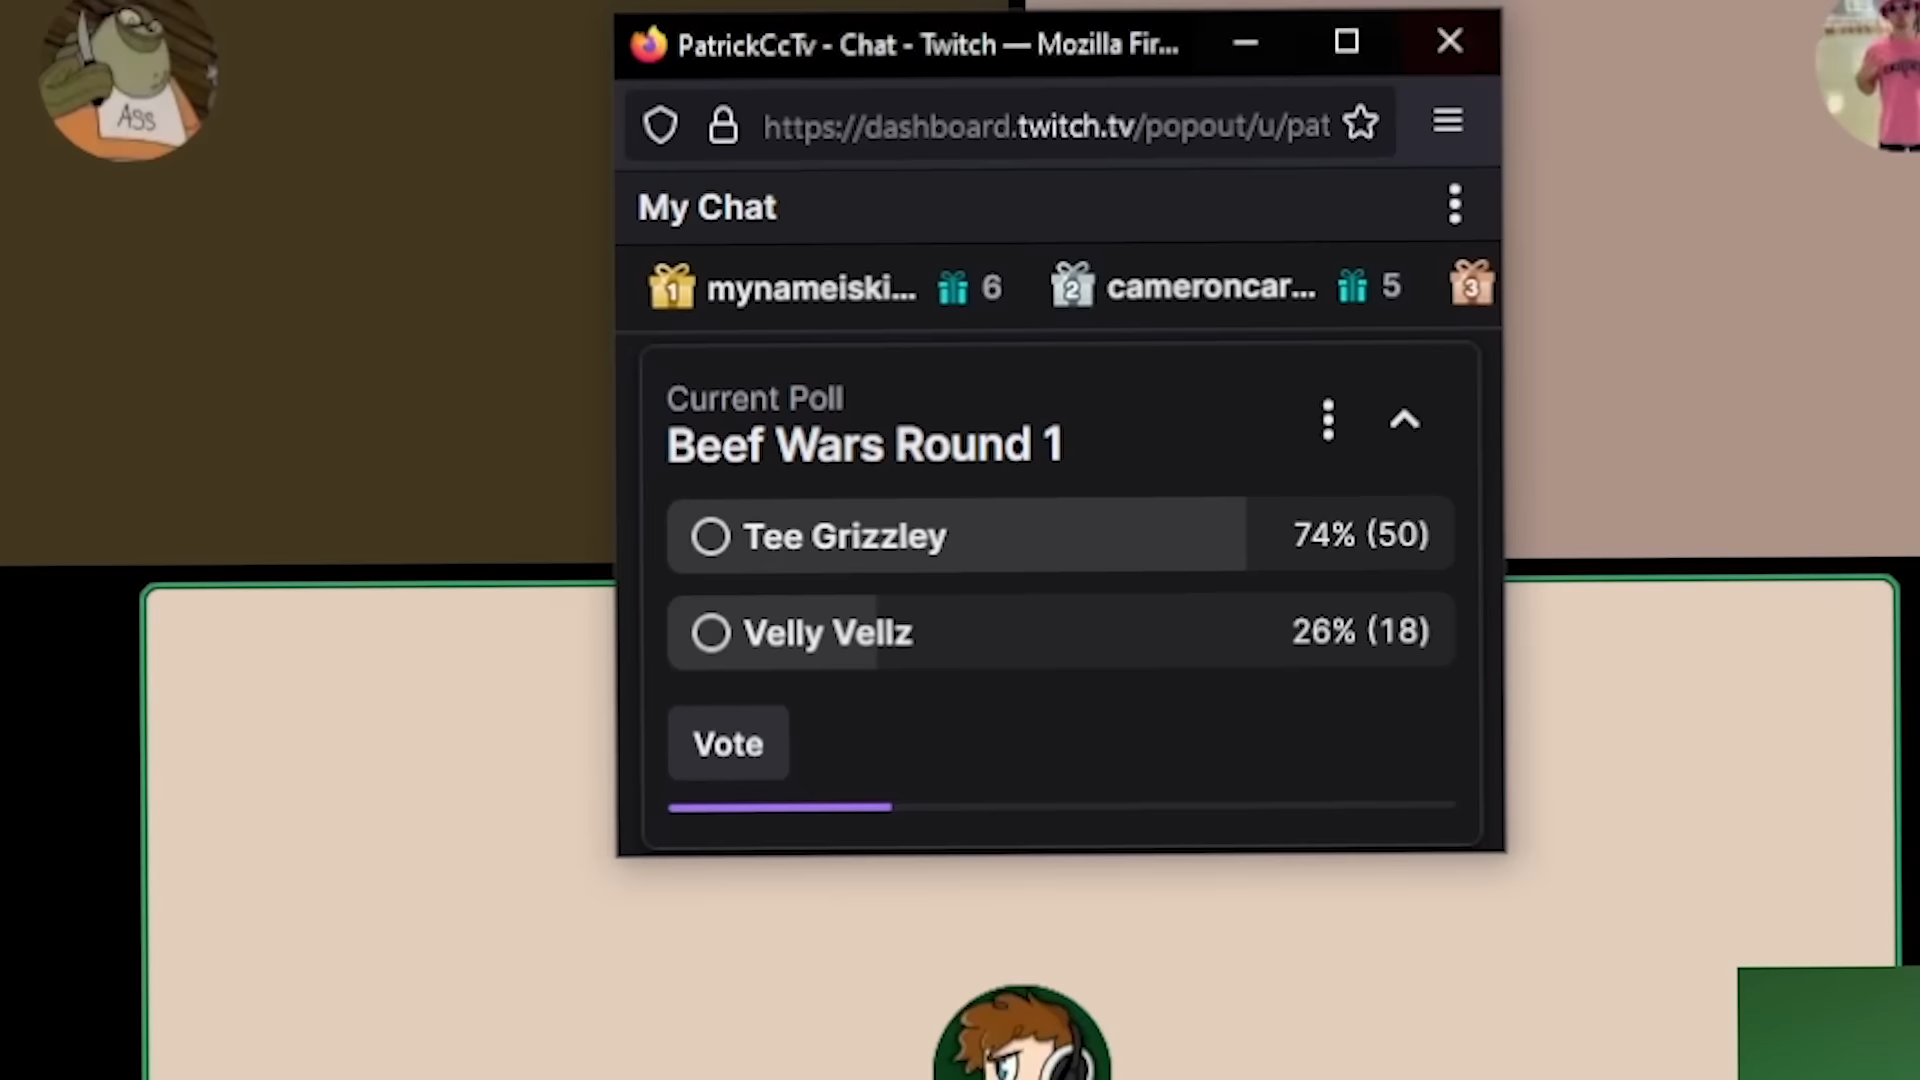 PatrickCcTv - Chat - Twitch — Mozilla Fir...
https://dashboard.twitch.tv/popout/u/pat
My Chat
1 mynameiski... 6 2 cameroncar... 5 3
Current Poll
Beef Wars Round 1
Tee Grizzley 74% (50)
Velly Vellz 26% (18)
Vote
Ass